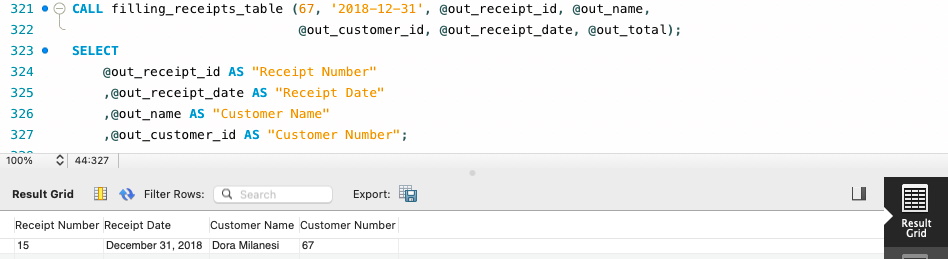 321 CALL filling_receipts_table (67, '2018-12-31', @out_receipt_id, @out_name,
322 @out_customer_id, @out_receipt_date, @out_total);
323 SELECT
324 @out_receipt_id AS "Receipt Number"
325 ,@out_receipt_date AS "Receipt Date"
326 ,@out_name AS "Customer Name"
327 ,@out_customer_id AS "Customer Number";
100% 44:327
Result Grid Filter Rows: Search Export:
Result Grid
Receipt Number Receipt Date Customer Name Customer Number
15 December 31, 2018 Dora Milanesi 67